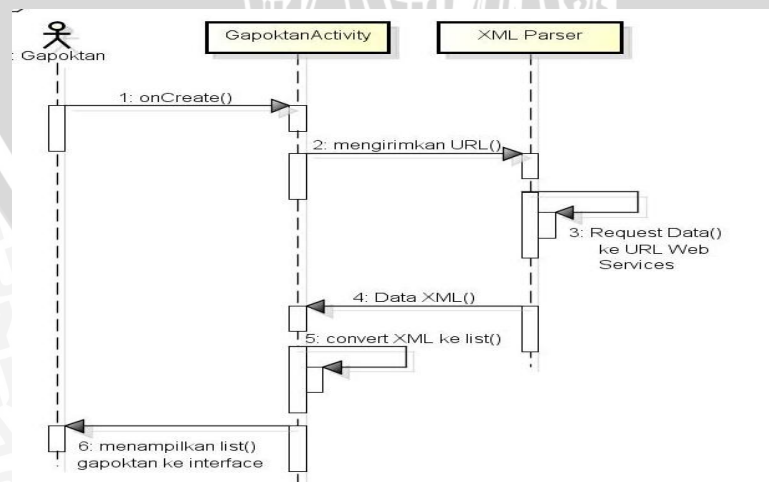 : Gapoktan
GapoktanActivity
XML Parser
1: onCreate()
2: mengirimkan URL()
3: Request Data()
ke URL Web
Services
4: Data XML()
5: convert XML ke list()
6: menampilkan list()
gapoktan ke interface